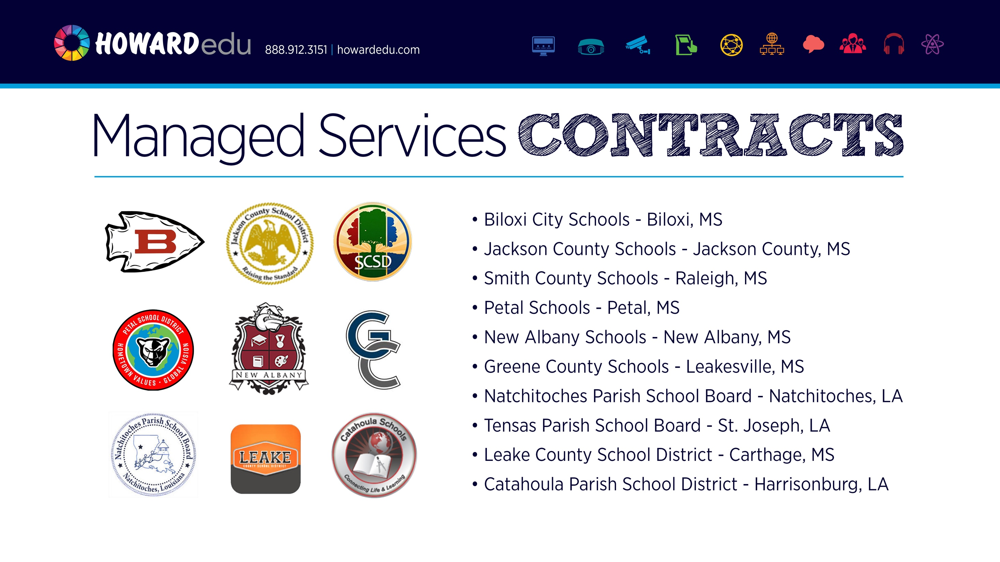 HOWARD edu 888.912.3151 | howardedu.com
Managed Services CONTRACTS
B
Jackson County School District
Raising the Standard
SCSD
PETAL SCHOOL DISTRICT
HOMETOWN VALUES · GLOBAL VISION
NEW ALBANY
GC
Natchitoches Parish School Board
Natchitoches, Louisiana
LEAKE
COUNTY SCHOOL DISTRICT
Catahoula Schools
Connecting Life & Learning
• Biloxi City Schools - Biloxi, MS
• Jackson County Schools - Jackson County, MS
• Smith County Schools - Raleigh, MS
• Petal Schools - Petal, MS
• New Albany Schools - New Albany, MS
• Greene County Schools - Leakesville, MS
• Natchitoches Parish School Board - Natchitoches, LA
• Tensas Parish School Board - St. Joseph, LA
• Leake County School District - Carthage, MS
• Catahoula Parish School District - Harrisonburg, LA